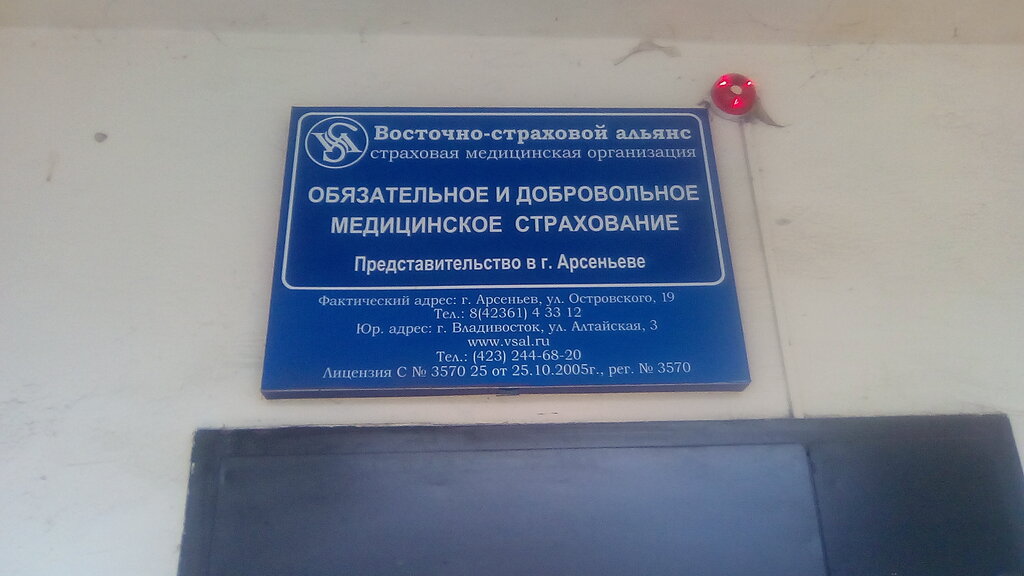 Восточно-страховой альянс
страховая медицинская организация
ОБЯЗАТЕЛЬНОЕ И ДОБРОВОЛЬНОЕ
МЕДИЦИНСКОЕ СТРАХОВАНИЕ
Представительство в г. Арсеньеве
Фактический адрес: г. Арсеньев, ул. Островского, 19
Тел.: 8(42361) 4 33 12
Юр. адрес: г. Владивосток, ул. Алтайская, 3
www.vsal.ru
Тел.: (423) 244-68-20
Лицензия С № 3570 25 от 25.10.2005г., рег. № 3570